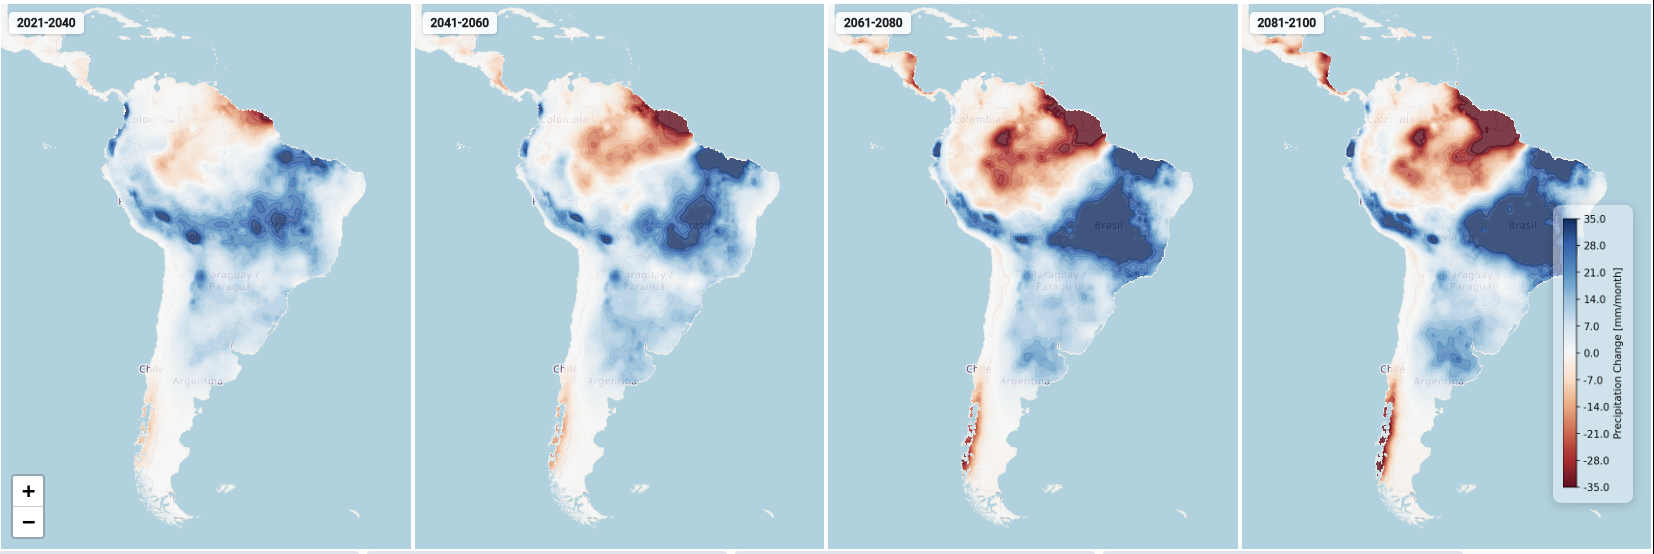 2021-2040
2041-2060
2061-2080
2081-2100
Colombia
Colombia
Colombia
Colombia
Brasil
Brasil
Paraguay /
Paraguái
Paraguay /
Paraguái
Paraguay /
Paraguái
Paraguay /
Paraguái
Chile
Argentina
Chile
Argentina
Chile
Argentina
Chile
Argentina
35.0
28.0
21.0
14.0
7.0
0.0
-7.0
-14.0
-21.0
-28.0
-35.0
Precipitation Change [mm/month]
+
−